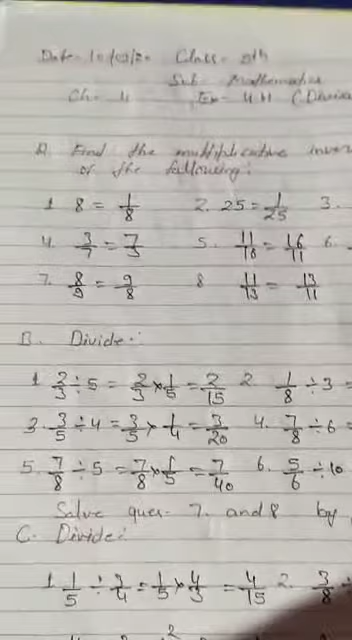 Date- 10/05/20 Class- 5th
Sub- Mathematics
Ch- 4 Ex- 4.H (Division
A Find the multiplicative inver
of the following:
1 8 = 1/8 2. 25 = 1/25 3.
4. 3/7 = 7/3 5. 11/16 = 16/11 6.
7. 8/9 = 9/8 8 11/13 = 13/11
B. Divide:
1 2/3 ÷ 5 = 2/3 × 1/5 = 2/15 2. 1/8 ÷ 3 =
3. 3/5 ÷ 4 = 3/5 × 1/4 = 3/20 4. 7/8 ÷ 6 =
5. 7/8 ÷ 5 = 7/8 × 1/5 = 7/40 6. 5/6 ÷ 10
Solve ques- 7. and 8 by
C. Divide:
1 1/5 ÷ 3/4 = 1/5 × 4/3 = 4/15 2. 3/8 ÷